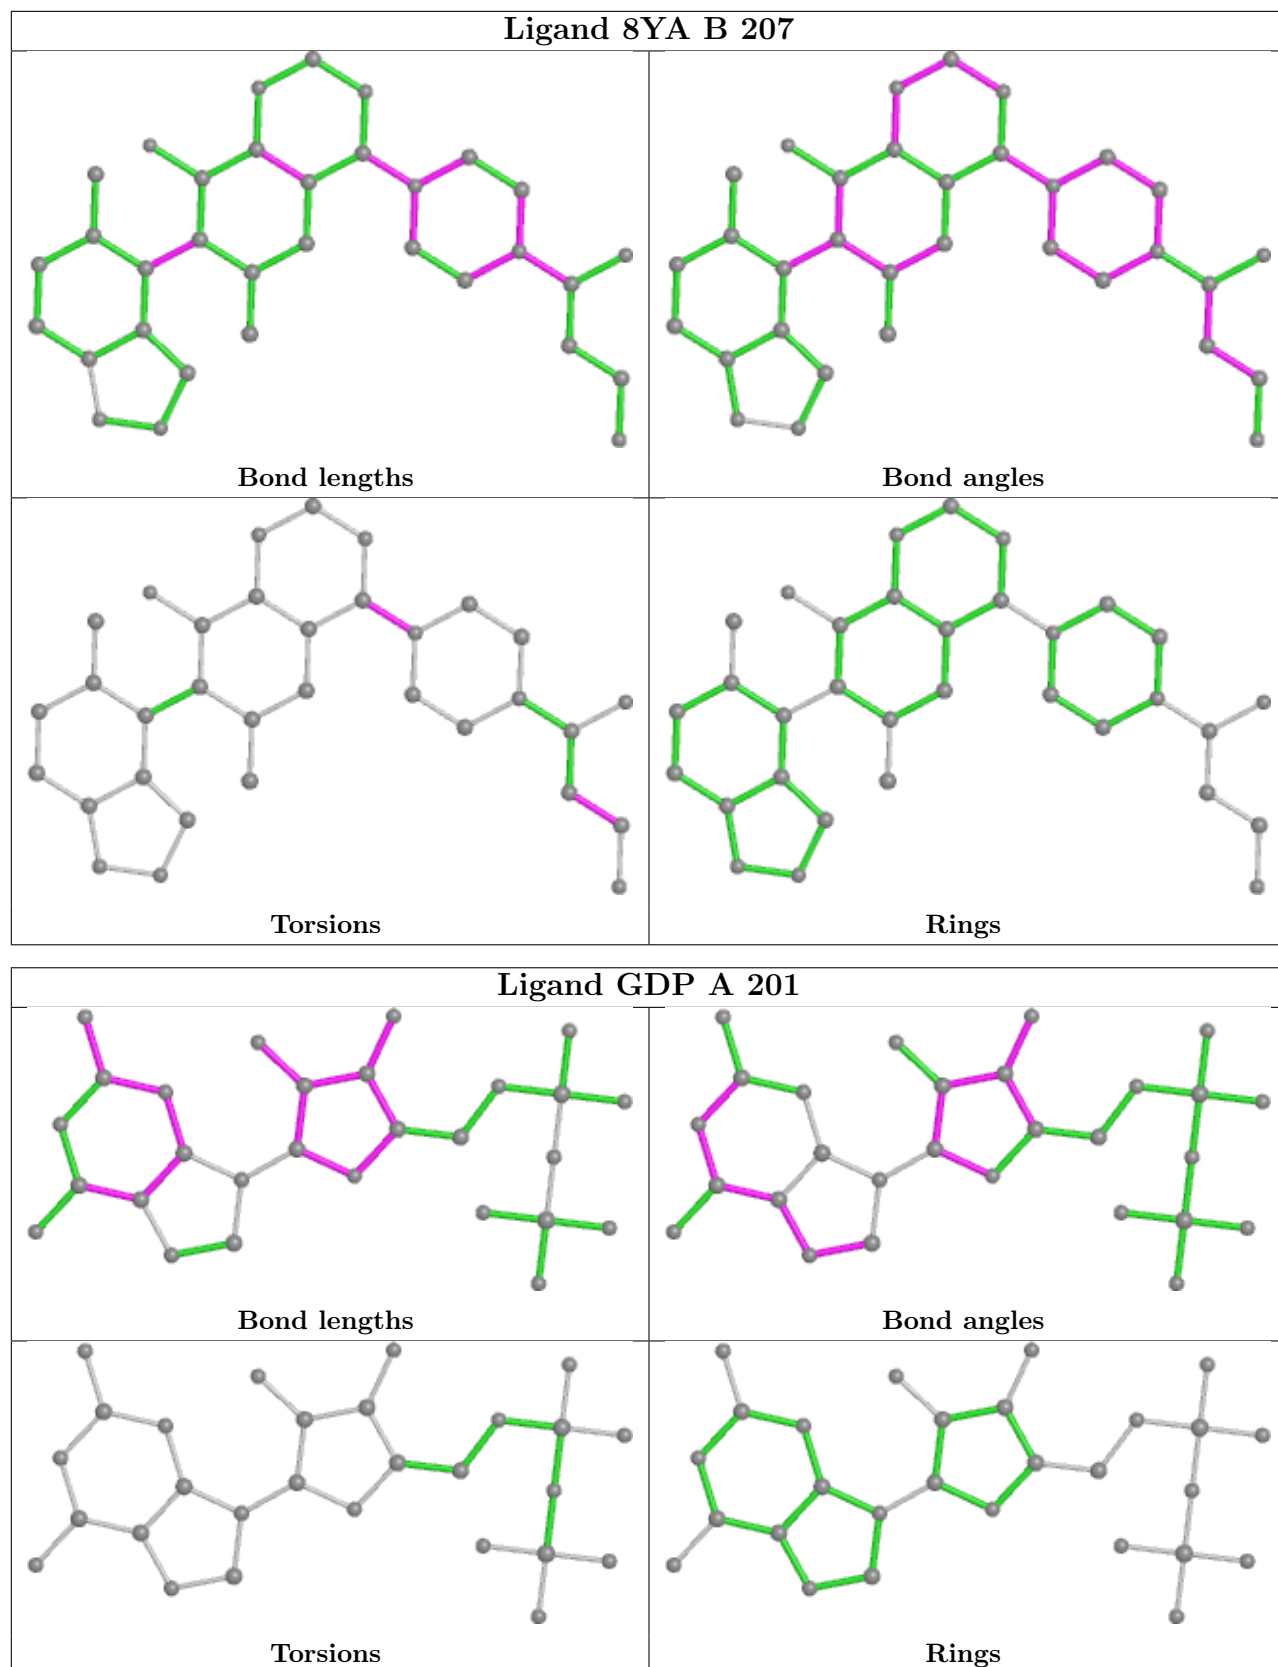 Ligand 8YA B 207
Bond lengths
Bond angles
Torsions
Rings
Ligand GDP A 201
Bond lengths
Bond angles
Torsions
Rings